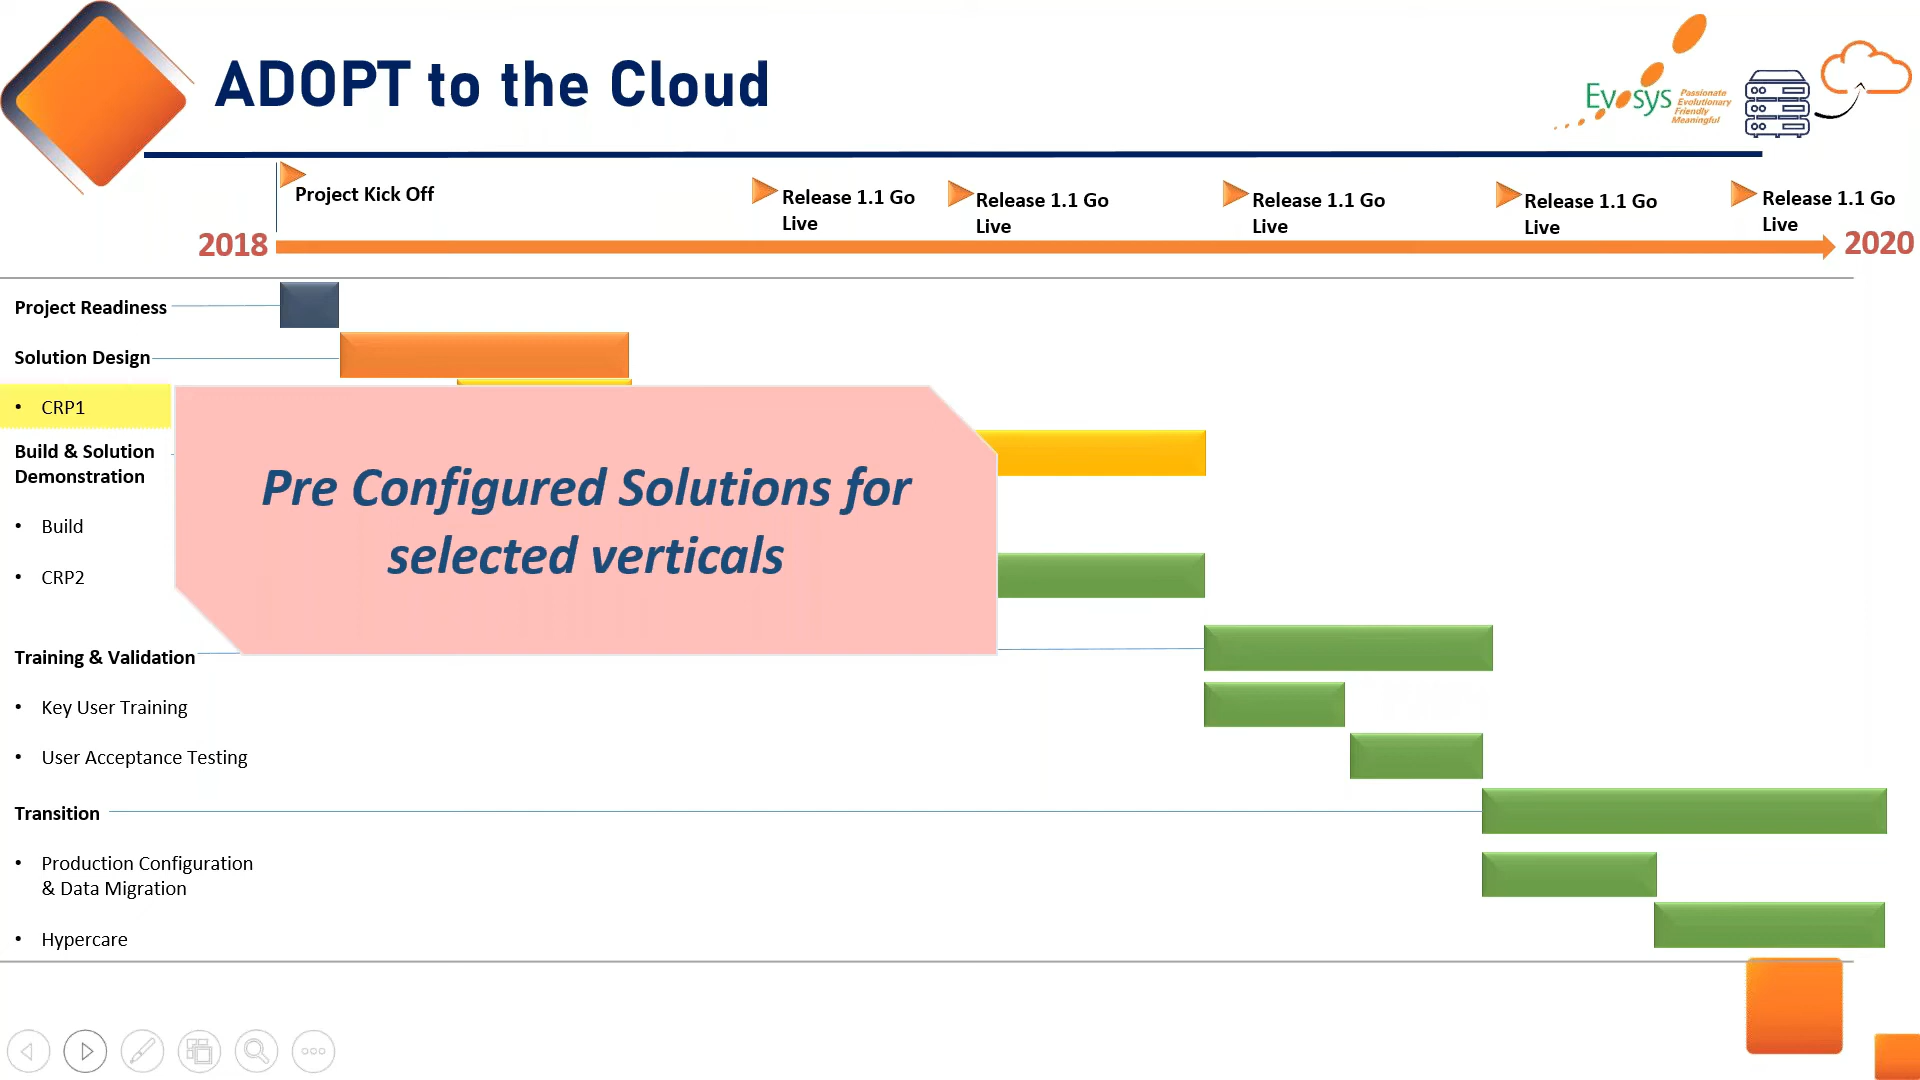 ADOPT to the Cloud
Evosys
Passionate
Evolutionary
Friendly
Meaningful
Project Kick Off
Release 1.1 Go
Live
Release 1.1 Go
Live
Release 1.1 Go
Live
Release 1.1 Go
Live
Release 1.1 Go
Live
2018
2020
Project Readiness
Solution Design
• CRP1
Build & Solution
Demonstration
• Build
• CRP2
Pre Configured Solutions for
selected verticals
Training & Validation
• Key User Training
• User Acceptance Testing
Transition
• Production Configuration
& Data Migration
• Hypercare